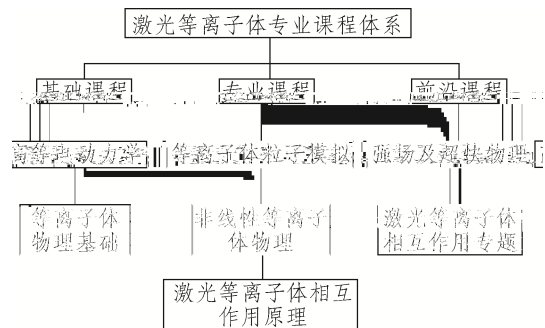 激光等离子体专业课程体系
基础课程 专业课程 前沿课程
高等电动力学 等离子体粒子模拟 强场及超快物理
等离子体
物理基础
非线性等离子
体物理
激光等离子体
相互作用专题
激光等离子体相互
作用原理